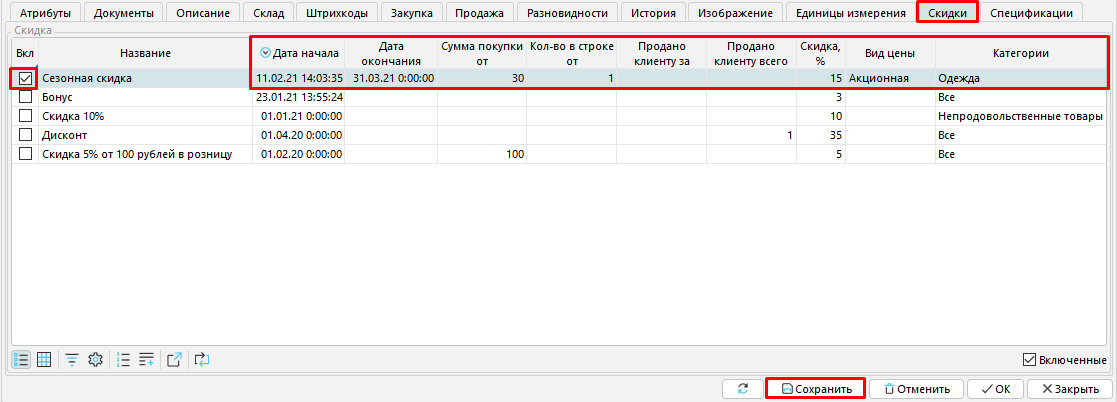 Атрибуты Документы Описание Склад Штрихкоды Закупка Продажа Разновидности История Изображение Единицы измерения Скидки Спецификации
Скидка
Вкл Название Дата начала Дата окончания Сумма покупки от Кол-во в строке от Продано клиенту за Продано клиенту всего Скидка, % Вид цены Категории
Сезонная скидка 11.02.21 14:03:35 31.03.21 0:00:00 30 1 15 Акционная Одежда
Бонус 23.01.21 13:55:24 3 Все
Скидка 10% 01.01.21 0:00:00 10 Непродовольственные товары
Дисконт 01.04.20 0:00:00 1 35 Все
Скидка 5% от 100 рублей в розницу 01.02.20 0:00:00 100 5 Все
Включенные
Сохранить Отменить ОК Закрыть